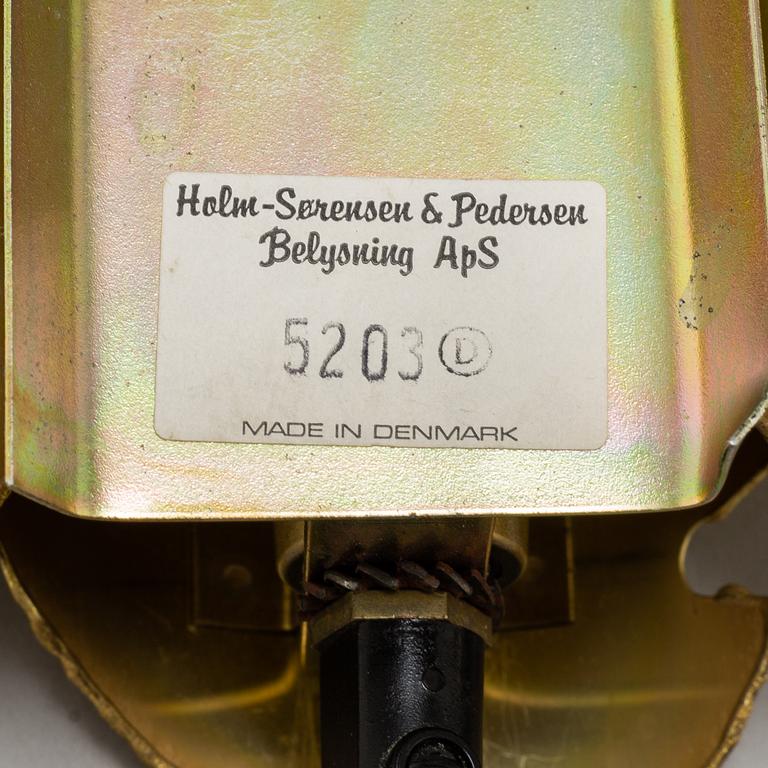 Holm-Sørensen & Pedersen
Belysning ApS
5203 Ⓓ
MADE IN DENMARK